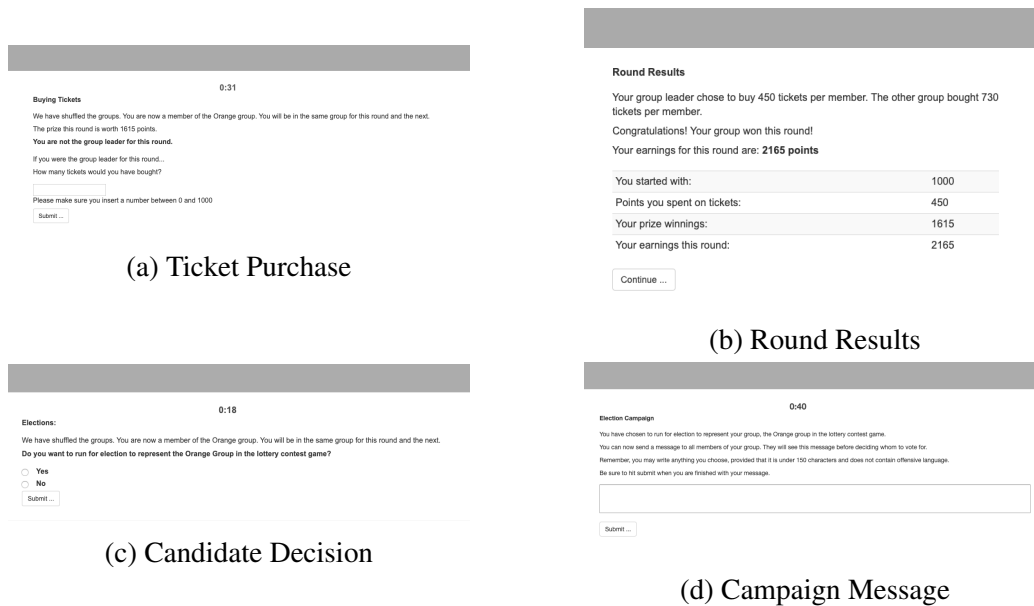 0:31
Buying Tickets
We have shuffled the groups. You are now a member of the Orange group. You will be in the same group for this round and the next.
The prize this round is worth 1615 points.
You are not the group leader for this round.
If you were the group leader for this round...
How many tickets would you have bought?
Please make sure you insert a number between 0 and 1000
Submit ...
(a) Ticket Purchase
Round Results
Your group leader chose to buy 450 tickets per member. The other group bought 730
tickets per member.
Congratulations! Your group won this round!
Your earnings for this round are: 2165 points
You started with: 1000
Points you spent on tickets: 450
Your prize winnings: 1615
Your earnings this round: 2165
Continue ...
(b) Round Results
0:18
Elections:
We have shuffled the groups. You are now a member of the Orange group. You will be in the same group for this round and the next.
Do you want to run for election to represent the Orange Group in the lottery contest game?
Yes
No
Submit ...
(c) Candidate Decision
0:40
Election Campaign
You have chosen to run for election to represent your group, the Orange group in the lottery contest game.
You can now send a message to all members of your group. They will see this message before deciding whom to vote for.
Remember, you may write anything you choose, provided that it is under 150 characters and does not contain offensive language.
Be sure to hit submit when you are finished with your message.
Submit ...
(d) Campaign Message